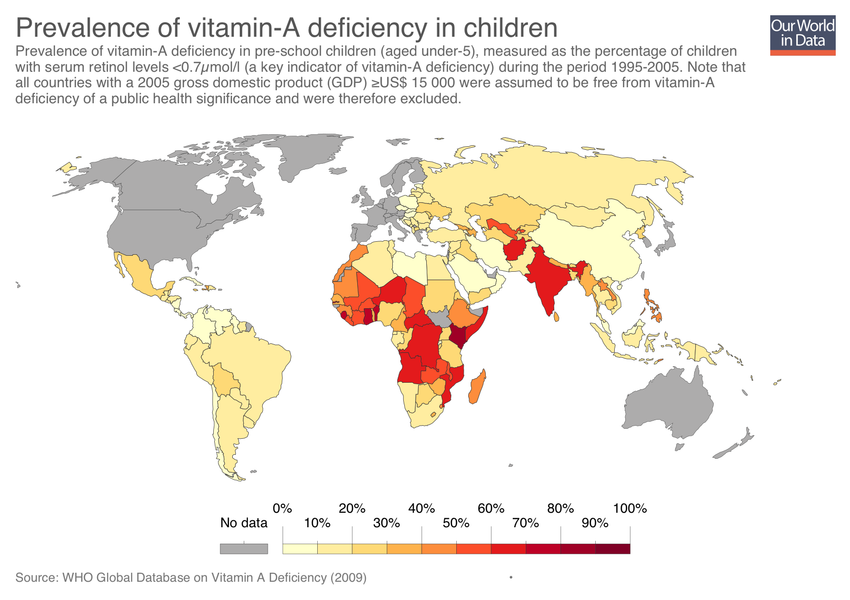 Prevalence of vitamin-A deficiency in children
Our World
in Data
Prevalence of vitamin-A deficiency in pre-school children (aged under-5), measured as the percentage of children
with serum retinol levels <0.7μmol/l (a key indicator of vitamin-A deficiency) during the period 1995-2005. Note that
all countries with a 2005 gross domestic product (GDP) ≥US$ 15 000 were assumed to be free from vitamin-A
deficiency of a public health significance and were therefore excluded.
0% 20% 40% 60% 80% 100%
No data 10% 30% 50% 70% 90%
Source: WHO Global Database on Vitamin A Deficiency (2009)